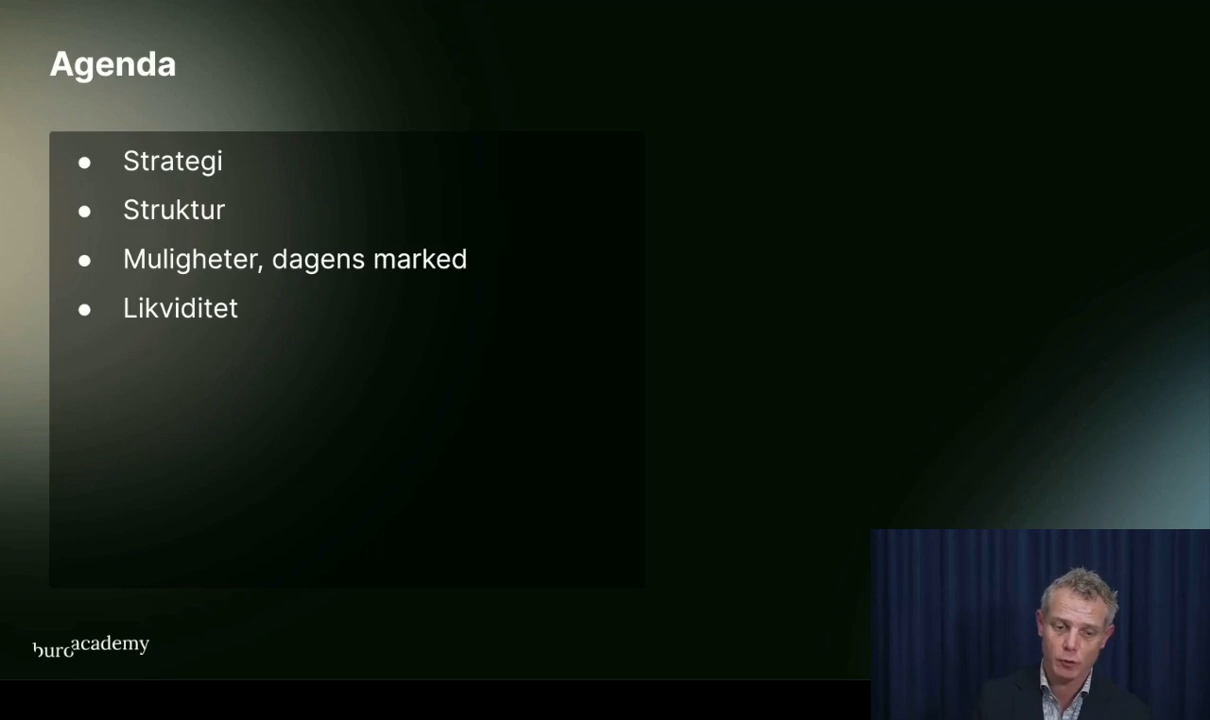 Agenda
● Strategi
● Struktur
● Muligheter, dagens marked
● Likviditet
buroacademy